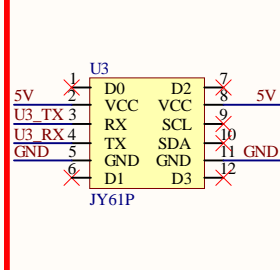 U3
1 D0 D2 7
5V 2 VCC VCC 8 5V
U3_TX 3 RX SCL 9
U3_RX 4 TX SDA 10
GND 5 GND GND 11 GND
6 D1 D3 12
JY61P